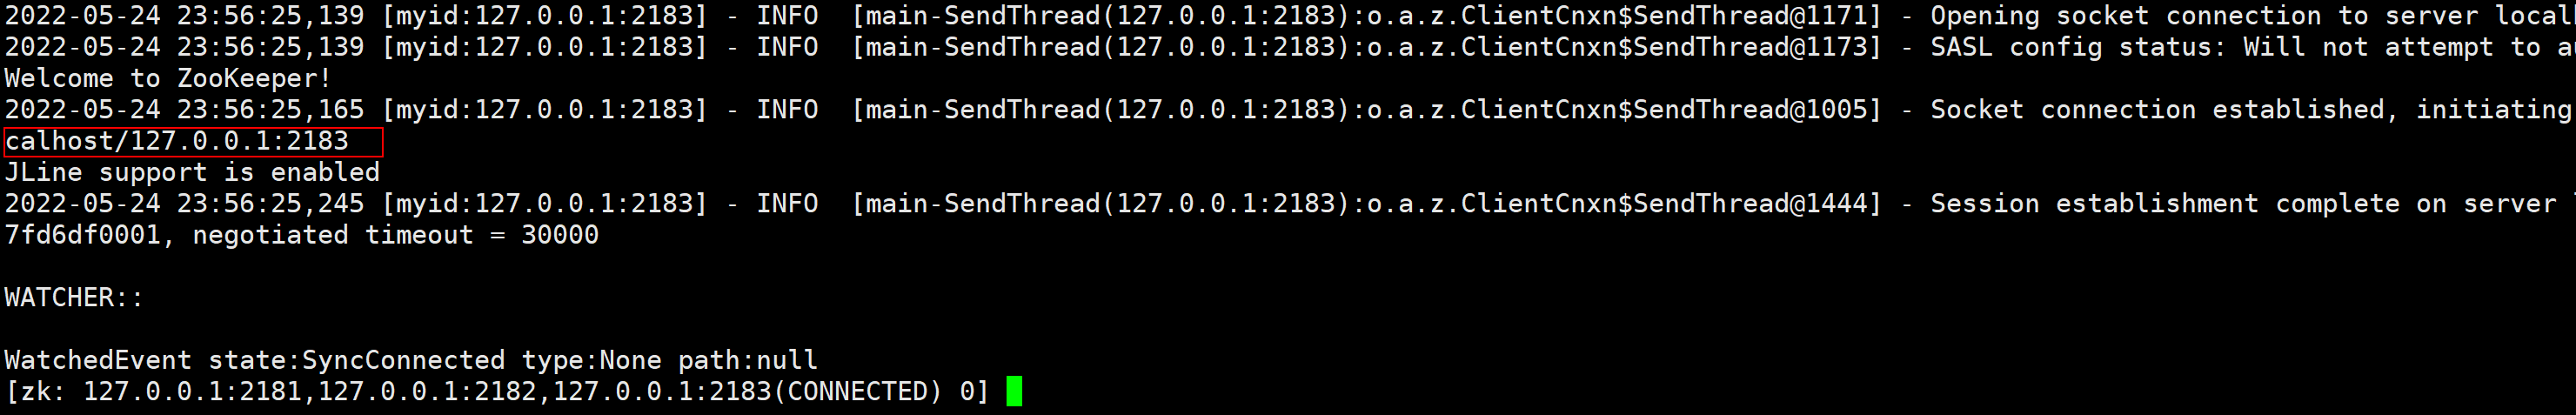 2022-05-24 23:56:25,139 [myid:127.0.0.1:2183] - INFO  [main-SendThread(127.0.0.1:2183):o.a.z.ClientCnxn$SendThread@1171] - Opening socket connection to server local
2022-05-24 23:56:25,139 [myid:127.0.0.1:2183] - INFO  [main-SendThread(127.0.0.1:2183):o.a.z.ClientCnxn$SendThread@1173] - SASL config status: Will not attempt to au
Welcome to ZooKeeper!
2022-05-24 23:56:25,165 [myid:127.0.0.1:2183] - INFO  [main-SendThread(127.0.0.1:2183):o.a.z.ClientCnxn$SendThread@1005] - Socket connection established, initiating
calhost/127.0.0.1:2183
JLine support is enabled
2022-05-24 23:56:25,245 [myid:127.0.0.1:2183] - INFO  [main-SendThread(127.0.0.1:2183):o.a.z.ClientCnxn$SendThread@1444] - Session establishment complete on server
7fd6df0001, negotiated timeout = 30000
WATCHER::
WatchedEvent state:SyncConnected type:None path:null
[zk: 127.0.0.1:2181,127.0.0.1:2182,127.0.0.1:2183(CONNECTED) 0]